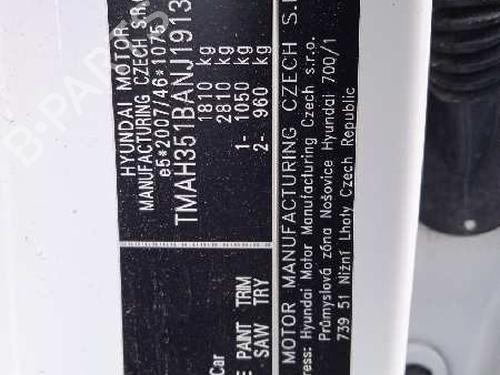 HYUNDAI MOTOR
MANUFACTURING CZECH S.R.O
e5*2007/46*1075
TMAH351BANJ1913
1810 kg
2810 kg
1- 1050 kg
2- 960 kg
PAINT TRIM
SAW TRY
Car
MOTOR MANUFACTURING CZECH S.
ress: Hyundai Motor Manufacturing Czech s.r.o.
Průmyslová zóna Nošovice Hyundai 700/1
739 51 Nižní Lhoty Czech Republic
B-PARTS